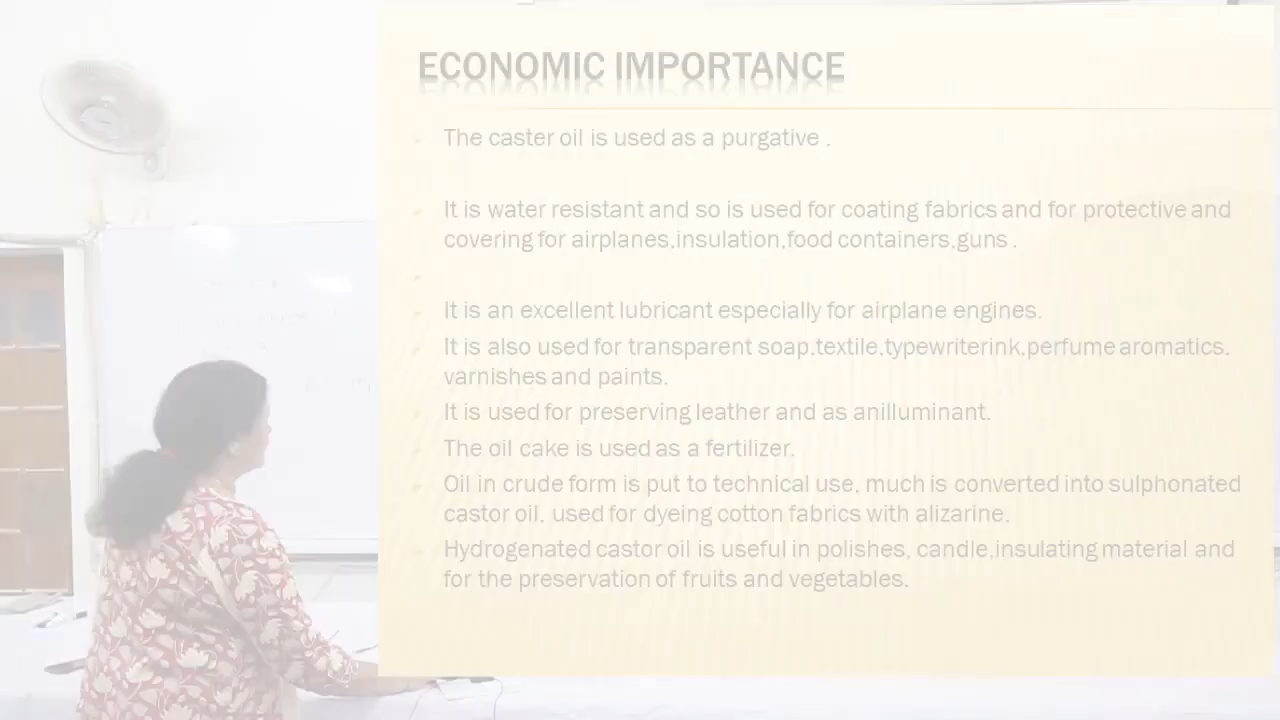 ECONOMIC IMPORTANCE
The caster oil is used as a purgative .
It is water resistant and so is used for coating fabrics and for protective and
covering for airplanes,insulation,food containers,guns .
It is an excellent lubricant especially for airplane engines.
It is also used for transparent soap,textile,typewriterink,perfume aromatics,
varnishes and paints.
It is used for preserving leather and as anilluminant.
The oil cake is used as a fertilizer.
Oil in crude form is put to technical use, much is converted into sulphonated
castor oil, used for dyeing cotton fabrics with alizarine.
Hydrogenated castor oil is useful in polishes, candle,insulating material and
for the preservation of fruits and vegetables.